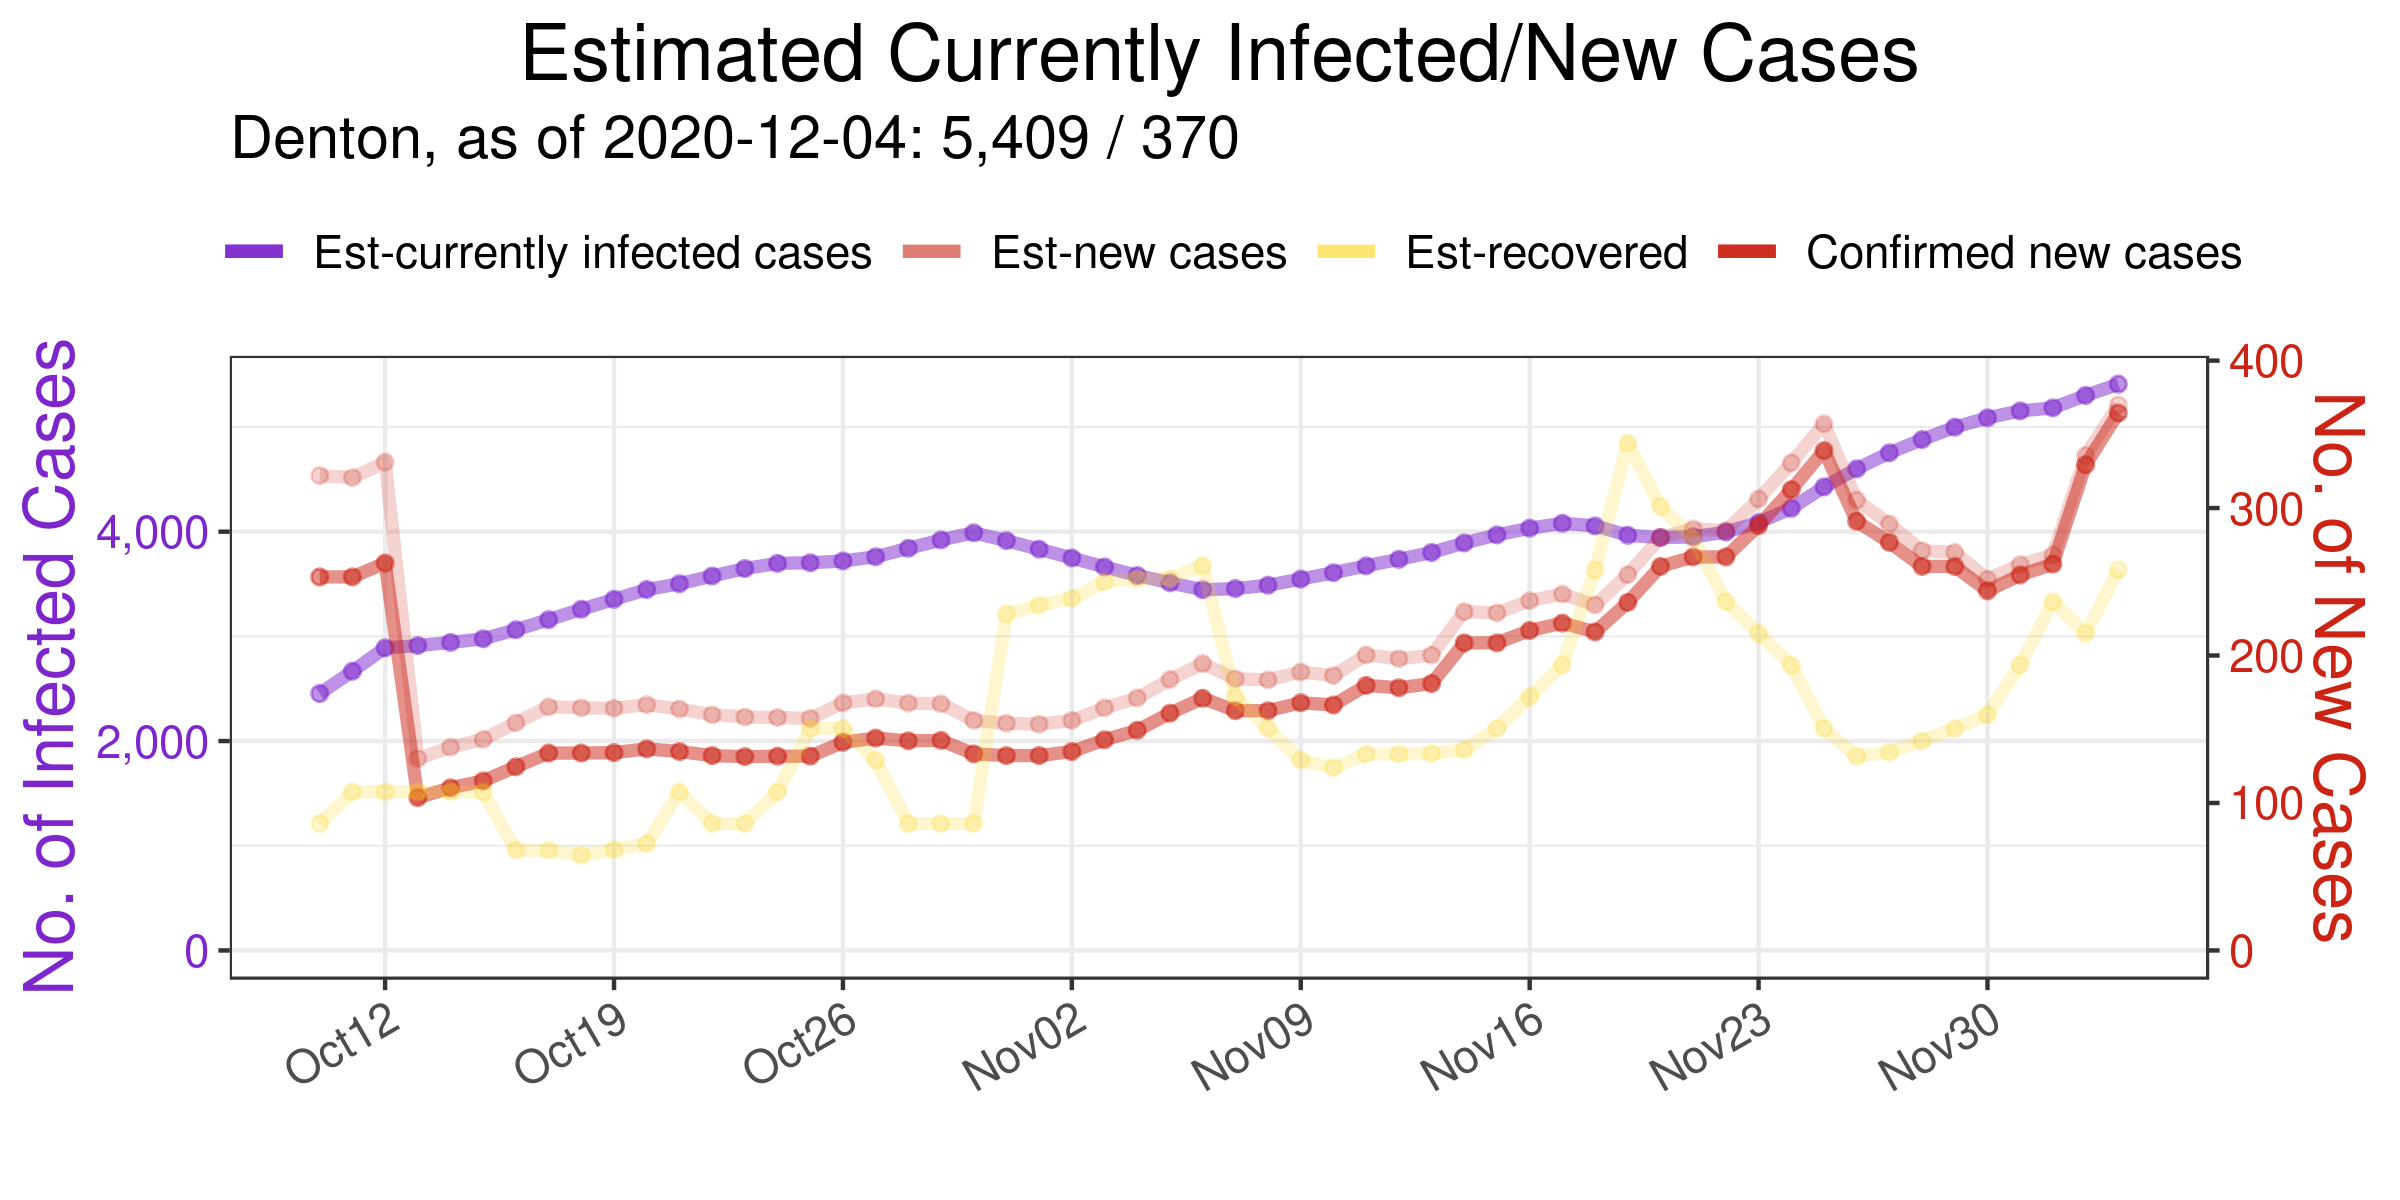 Estimated Currently Infected/New Cases
Denton, as of 2020-12-04: 5,409 / 370
Est-currently infected cases
Est-new cases
Est-recovered
Confirmed new cases
No. of Infected Cases
4,000
2,000
0
400
300
200
100
0
No. of New Cases
Oct12
Oct19
Oct26
Nov02
Nov09
Nov16
Nov23
Nov30